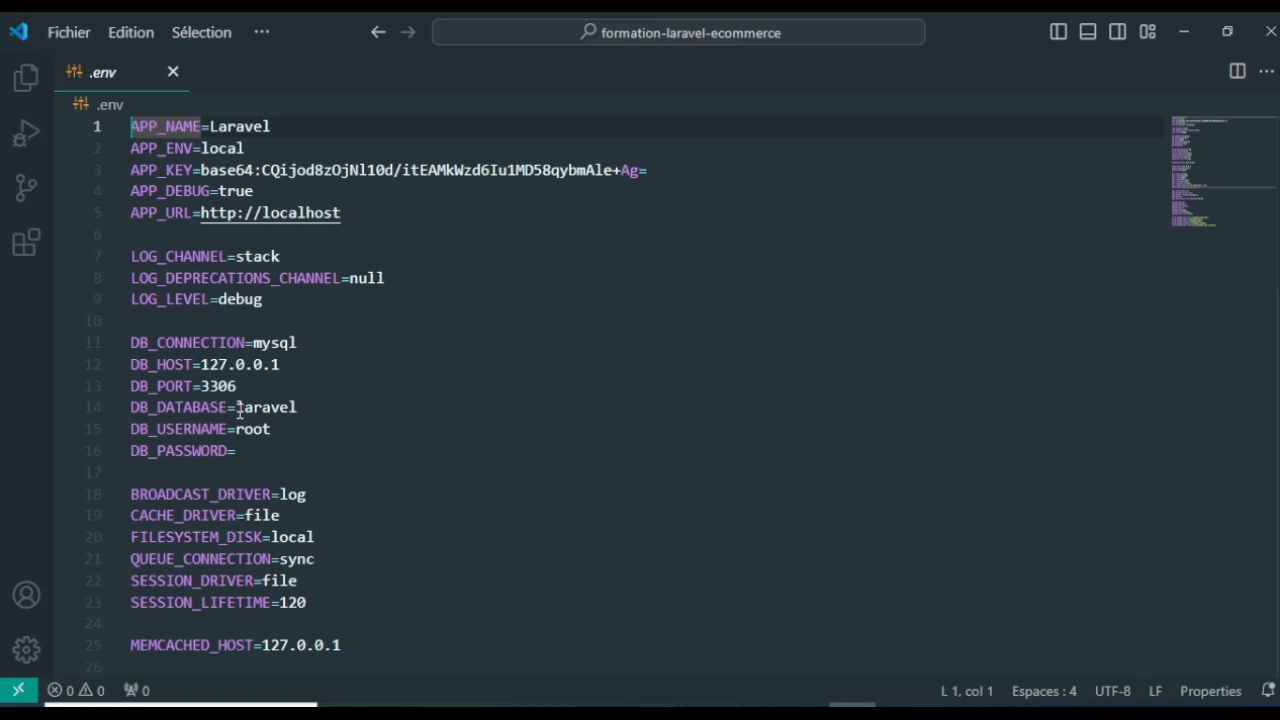 Fichier Edition Sélection ··· formation-laravel-ecommerce
.env
.env
1 APP_NAME=Laravel
2 APP_ENV=local
3 APP_KEY=base64:CQijod8zOjNl10d/itEAMkWzd6Iu1MD58qybmAle+Ag=
4 APP_DEBUG=true
5 APP_URL=http://localhost
6
7 LOG_CHANNEL=stack
8 LOG_DEPRECATIONS_CHANNEL=null
9 LOG_LEVEL=debug
10
11 DB_CONNECTION=mysql
12 DB_HOST=127.0.0.1
13 DB_PORT=3306
14 DB_DATABASE=laravel
15 DB_USERNAME=root
16 DB_PASSWORD=
17
18 BROADCAST_DRIVER=log
19 CACHE_DRIVER=file
20 FILESYSTEM_DISK=local
21 QUEUE_CONNECTION=sync
22 SESSION_DRIVER=file
23 SESSION_LIFETIME=120
24
25 MEMCACHED_HOST=127.0.0.1
26
0 0 0 L 1, col 1 Espaces : 4 UTF-8 LF Properties